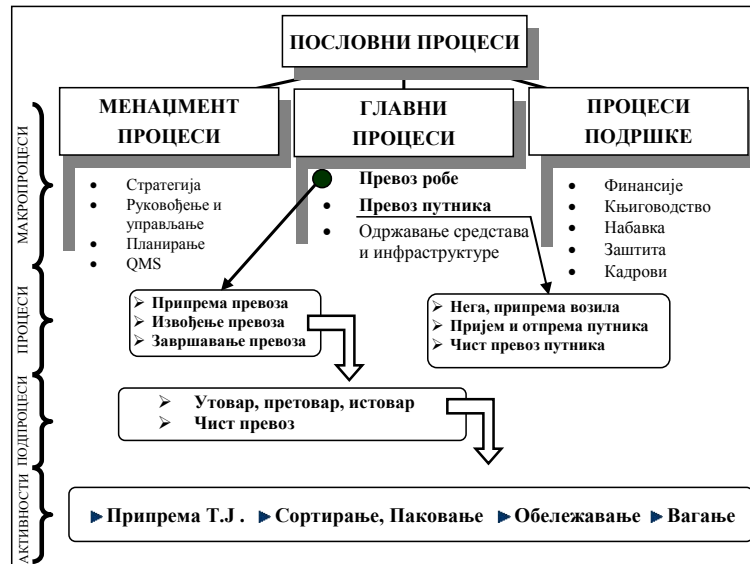 ПОСЛОВНИ ПРОЦЕСИ
МЕНАЏМЕНТ
ПРОЦЕСИ
ГЛАВНИ
ПРОЦЕСИ
ПРОЦЕСИ
ПОДРШКЕ
МАКРОПРОЦЕСИ
• Стратегија
• Руковођење и
управљање
• Планирање
• QMS
Превоз робе
• Превоз путника
• Одржавање средстава
и инфраструктуре
• Финансије
• Књиговодство
• Набавка
• Заштита
• Кадрови
ПРОЦЕСИ
➢ Припрема превоза
➢ Извођење превоза
➢ Завршавање превоза
➢ Нега, припрема возила
➢ Пријем и отпрема путника
➢ Чист превоз путника
ПОДПРОЦЕСИ
➢ Утовар, претовар, истовар
➢ Чист превоз
АКТИВНОСТИ
►Припрема Т.Ј . ►Сортирање, Паковање ►Обележавање ►Вагање